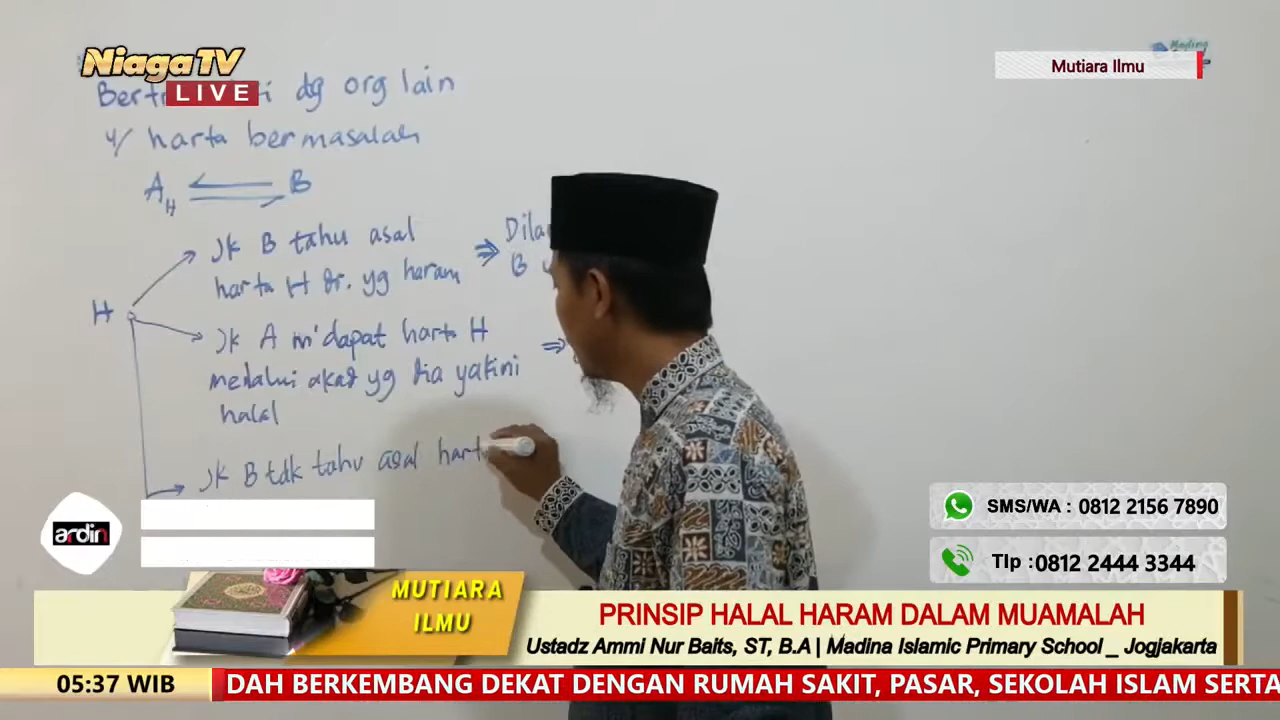 Niaga TV
LIVE
Mutiara Ilmu
dg org lain
harta bermasalah
A H B
Jk B tahu asal
harta H dr. yg haram
B
H
Jk A m'dapat harta H
melalui akad yg dia yakini
halal
Jk B tdk tahu asal hart
ardin
SMS/WA : 0812 2156 7890
Tlp : 0812 2444 3344
MUTIARA
ILMU
PRINSIP HALAL HARAM DALAM MUAMALAH
Ustadz Ammi Nur Baits, ST, B.A | Madina Islamic Primary School _ Jogjakarta
05:37 WIB
DAH BERKEMBANG DEKAT DENGAN RUMAH SAKIT, PASAR, SEKOLAH ISLAM SERTA